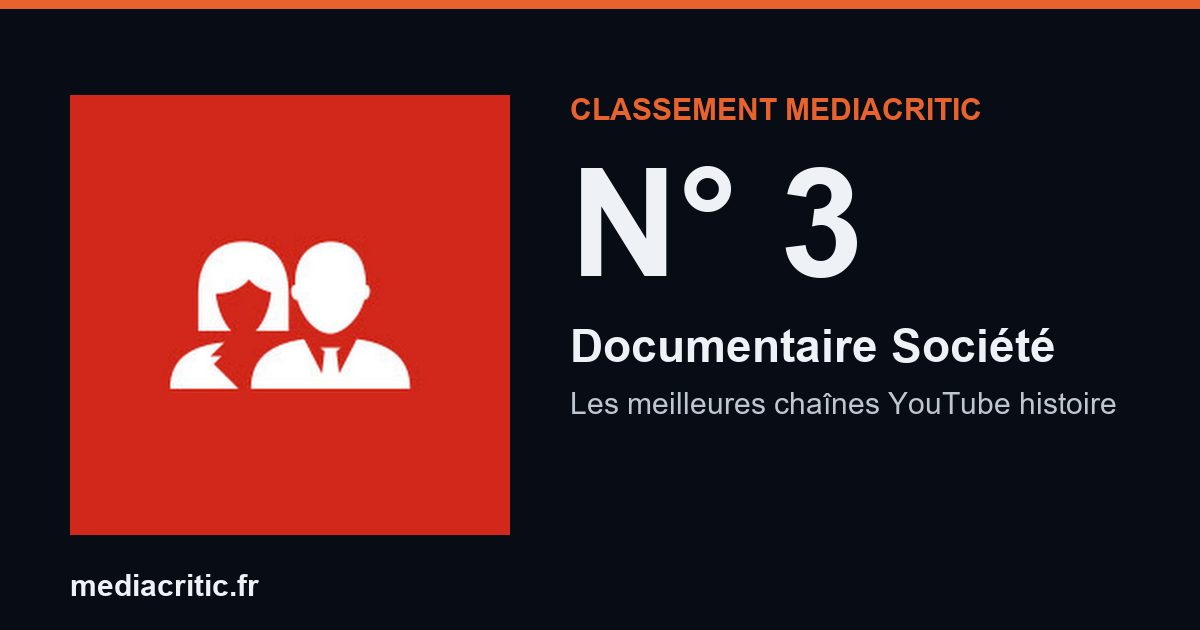 CLASSEMENT MEDIACRITIC
N° 3
Documentaire Société
Les meilleures chaînes YouTube histoire
mediacritic.fr